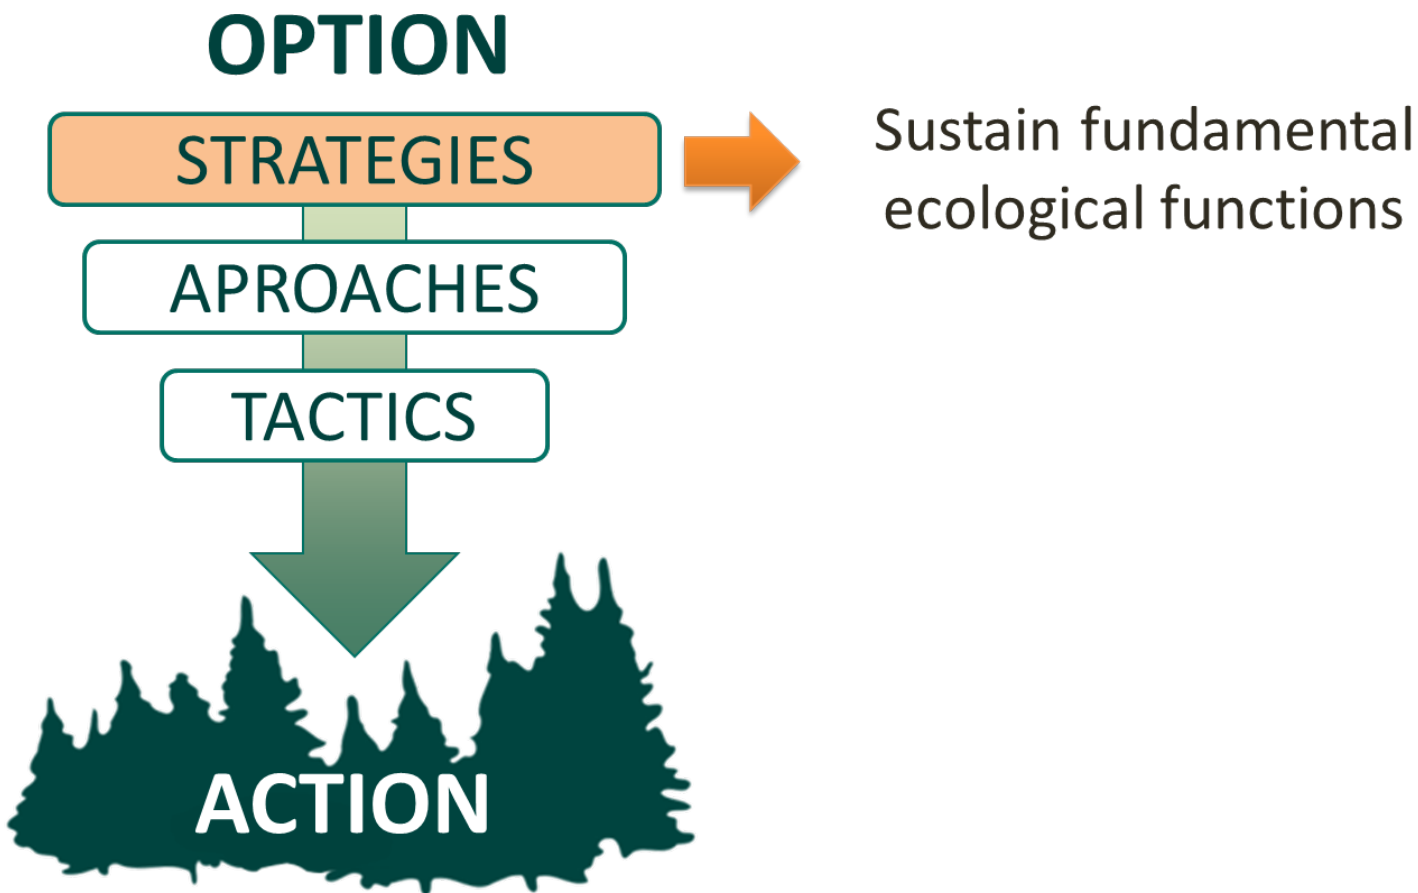 OPTION
STRATEGIES
Sustain fundamental
ecological functions
APROACHES
TACTICS
ACTION